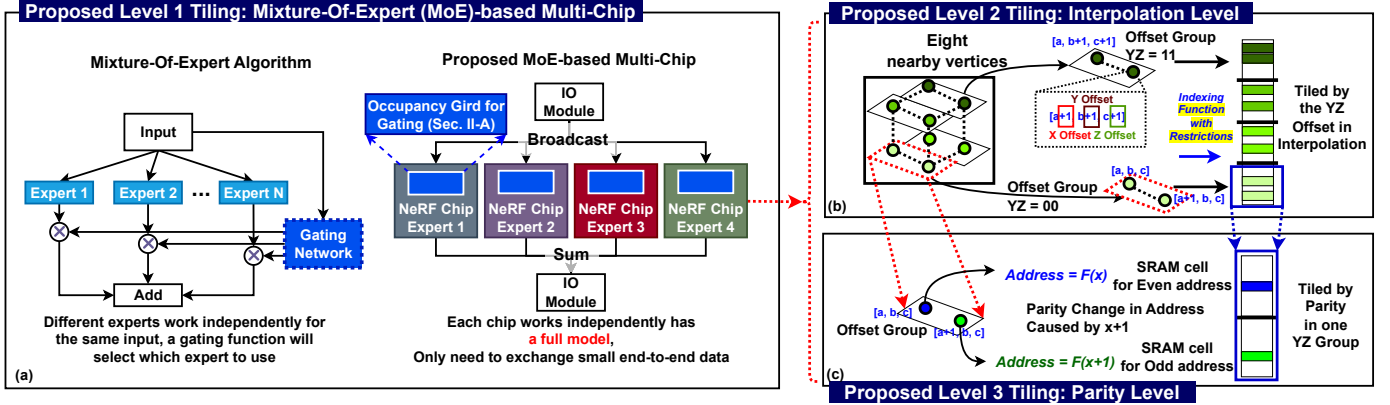 Proposed Level 1 Tiling: Mixture-Of-Expert (MoE)-based Multi-Chip
Mixture-Of-Expert Algorithm
Input
Expert 1
Expert 2
...
Expert N
Gating
Network
Add
Different experts work independently for
the same input, a gating function will
select which expert to use
(a)
Proposed MoE-based Multi-Chip
Occupancy Gird for
Gating (Sec. II-A)
IO
Module
Broadcast
NeRF Chip
Expert 1
NeRF Chip
Expert 2
NeRF Chip
Expert 3
NeRF Chip
Expert 4
Sum
IO
Module
Each chip works independently has
a full model,
Only need to exchange small end-to-end data
Proposed Level 2 Tiling: Interpolation Level
Eight
nearby vertices
[a, b+1, c+1]
Offset Group
YZ = 11
Y Offset
[a+1, b+1, c+1]
X Offset Z Offset
Indexing
Function
with
Restrictions
Tiled by
the YZ
Offset in
Interpolation
Offset Group
YZ = 00
[a, b, c]
[a+1, b, c]
(b)
Address = F(x)
SRAM cell
for Even address
[a, b, c]
Offset Group
[a+1, b, c]
Parity Change in Address
Caused by x+1
Address = F(x+1)
SRAM cell
for Odd address
Tiled by
Parity
in one
YZ Group
(c)
Proposed Level 3 Tiling: Parity Level